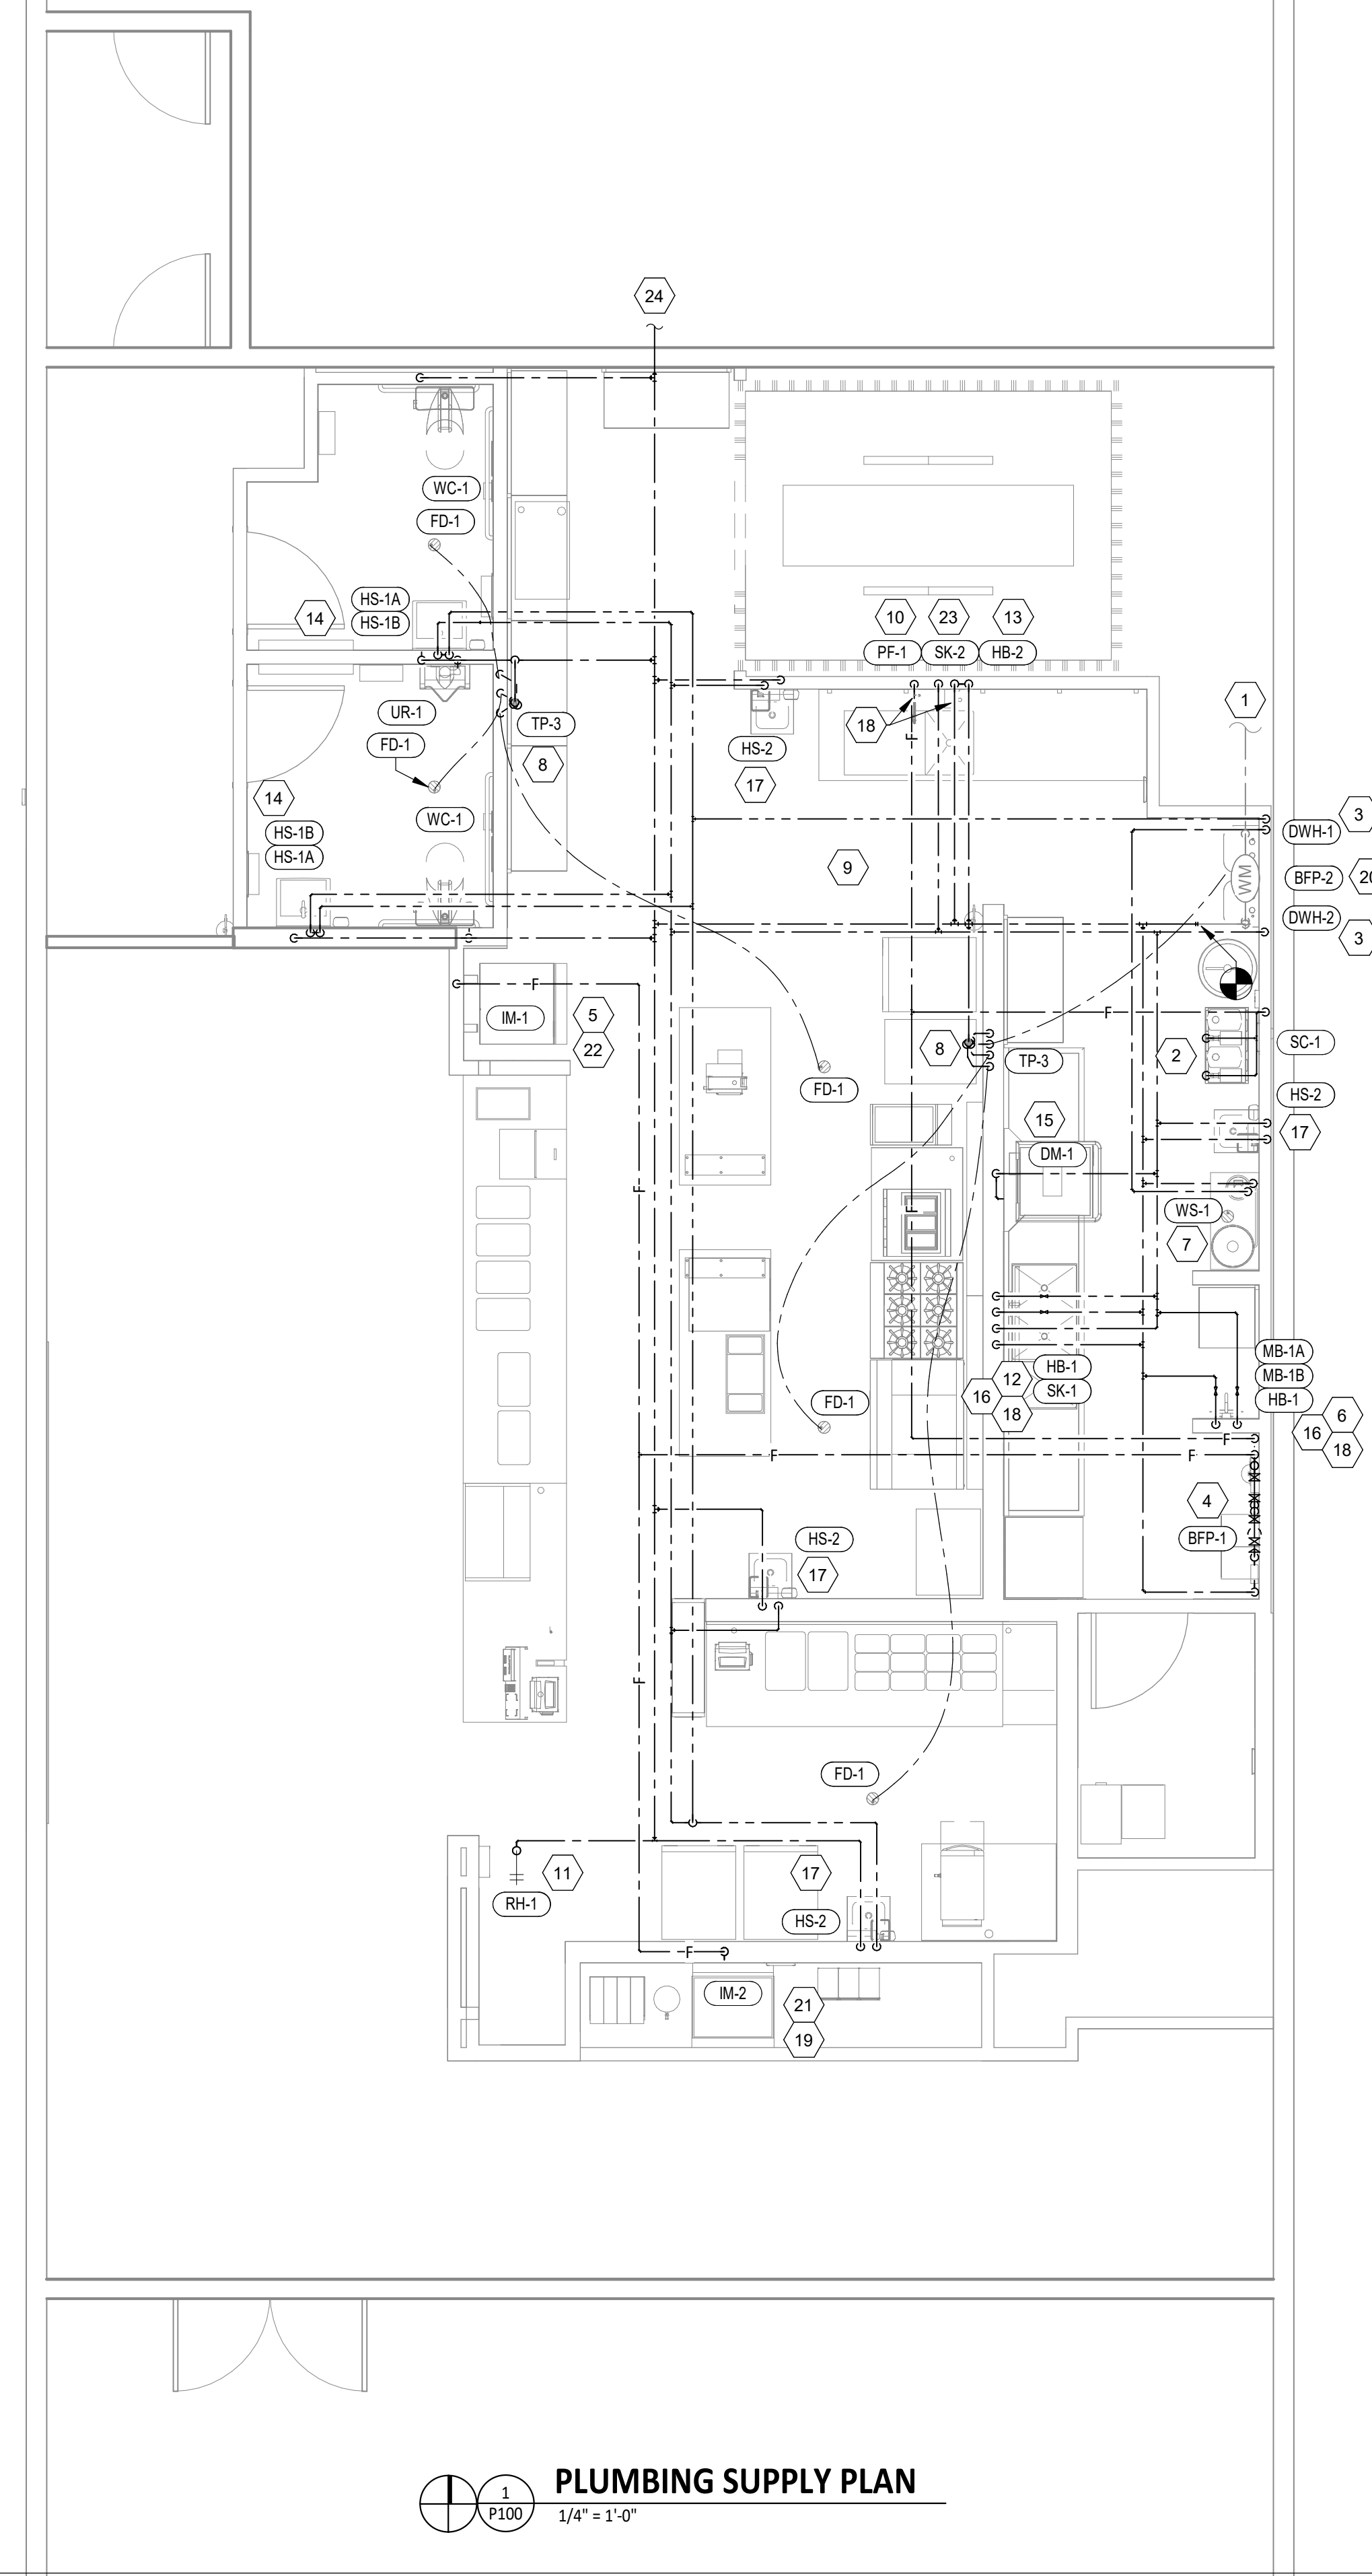 24
WC-1
FD-1
HS-1A
14
HS-1B
10
23
13
PF-1
SK-2
HB-2
1
UR-1
TP-3
18
FD-1
HS-2
8
17
14
WC-1
HS-1B
HS-1A
3
DWH-1
9
WM
BFP-2
20
DWH-2
3
F
F
IM-1
5
22
F
SC-1
8
TP-3
2
FD-1
HS-2
15
17
DM-1
F
F
WS-1
7
MB-1A
HB-1
MB-1B
12
SK-1
HB-1
16
18
FD-1
6
16
18
F
F
F
4
BFP-1
HS-2
17
F
FD-1
11
17
RH-1
HS-2
F
IM-2
21
19
1
P100
PLUMBING SUPPLY PLAN
1/4" = 1'-0"